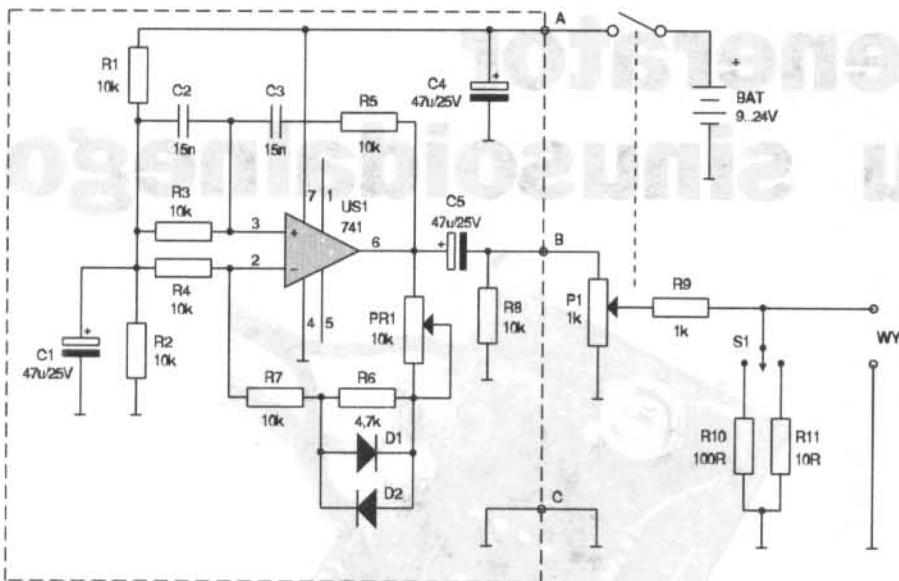 enerator
u sinusoidalnego
A
R1
10k
C2
15n
C3
15n
R5
10k
C4
47u/25V
+
+
BAT
9...24V
R3
10k
3
+
7
1
US1
741
6
C5
47u/25V
+
B
R4
10k
2
-
4
5
PR1
10k
R8
10k
P1
1k
R9
1k
WY
S1
C1
47u/25V
+
R2
10k
R7
10k
R6
4,7k
D1
D2
R10
100R
R11
10R
C